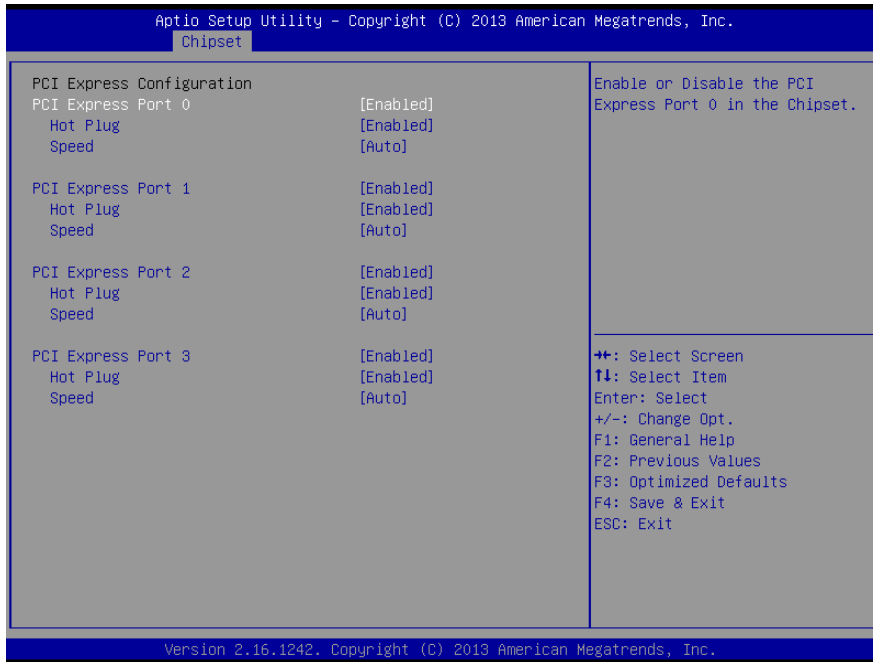 Aptio Setup Utility – Copyright (C) 2013 American Megatrends, Inc.
Chipset
PCI Express Configuration
PCI Express Port 0 [Enabled]
Hot Plug [Enabled]
Speed [Auto]
PCI Express Port 1 [Enabled]
Hot Plug [Enabled]
Speed [Auto]
PCI Express Port 2 [Enabled]
Hot Plug [Enabled]
Speed [Auto]
PCI Express Port 3 [Enabled]
Hot Plug [Enabled]
Speed [Auto]
Enable or Disable the PCI
Express Port 0 in the Chipset.
→←: Select Screen
↑↓: Select Item
Enter: Select
+/-: Change Opt.
F1: General Help
F2: Previous Values
F3: Optimized Defaults
F4: Save & Exit
ESC: Exit
Version 2.16.1242. Copyright (C) 2013 American Megatrends, Inc.